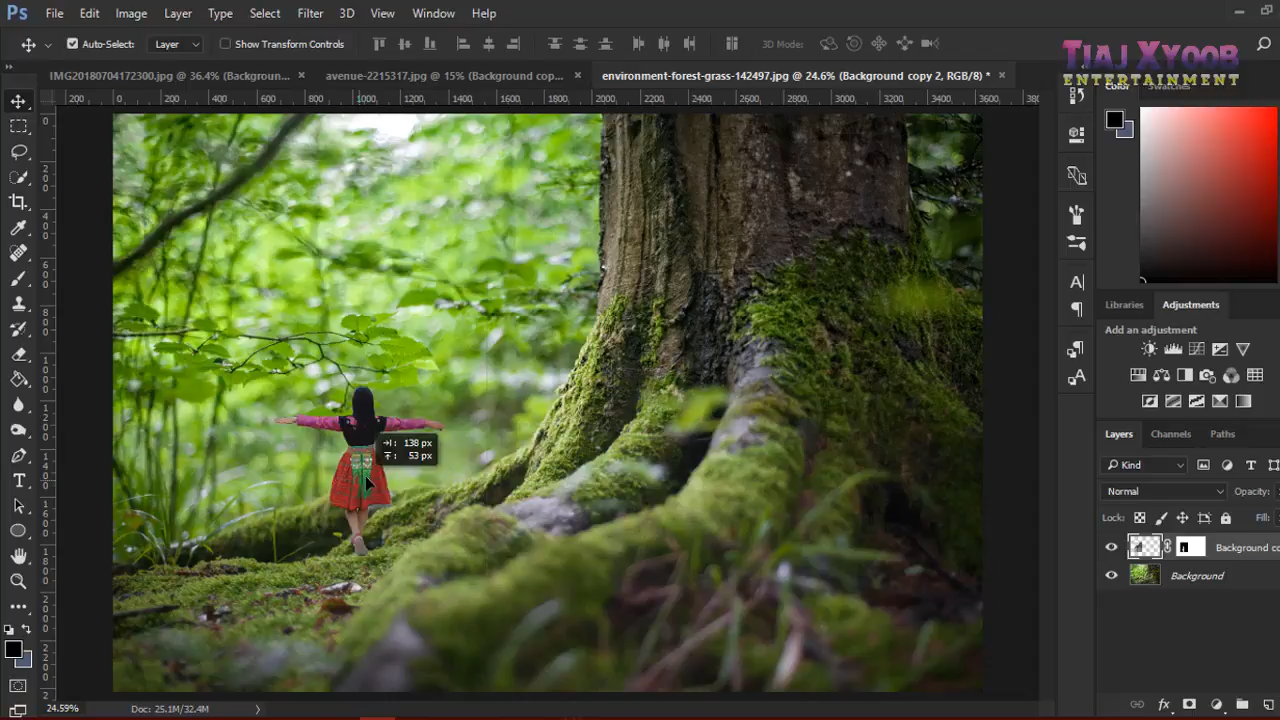 Ps File Edit Image Layer Type Select Filter 3D View Window Help
Auto-Select: Layer Show Transform Controls 3D Mode:
TIAJ XYOOB
ENTERTAINMENT
IMG20180704172300.jpg @ 36.4% (Backgroun... × avenue-2215317.jpg @ 15% (Background cop... × environment-forest-grass-142497.jpg @ 24.6% (Background copy 2, RGB/8) * ×
Color Swatches
200 0 200 400 600 800 1000 1200 1400 1600 1800 2000 2200 2400 2600 2800 3000 3200 3400 3600 380
138 px
53 px
Libraries Adjustments
Add an adjustment
Layers Channels Paths
Kind
Normal Opacity:
Lock: Fill:
Background co
Background
fx
24.59% Doc: 25.1M/32.4M